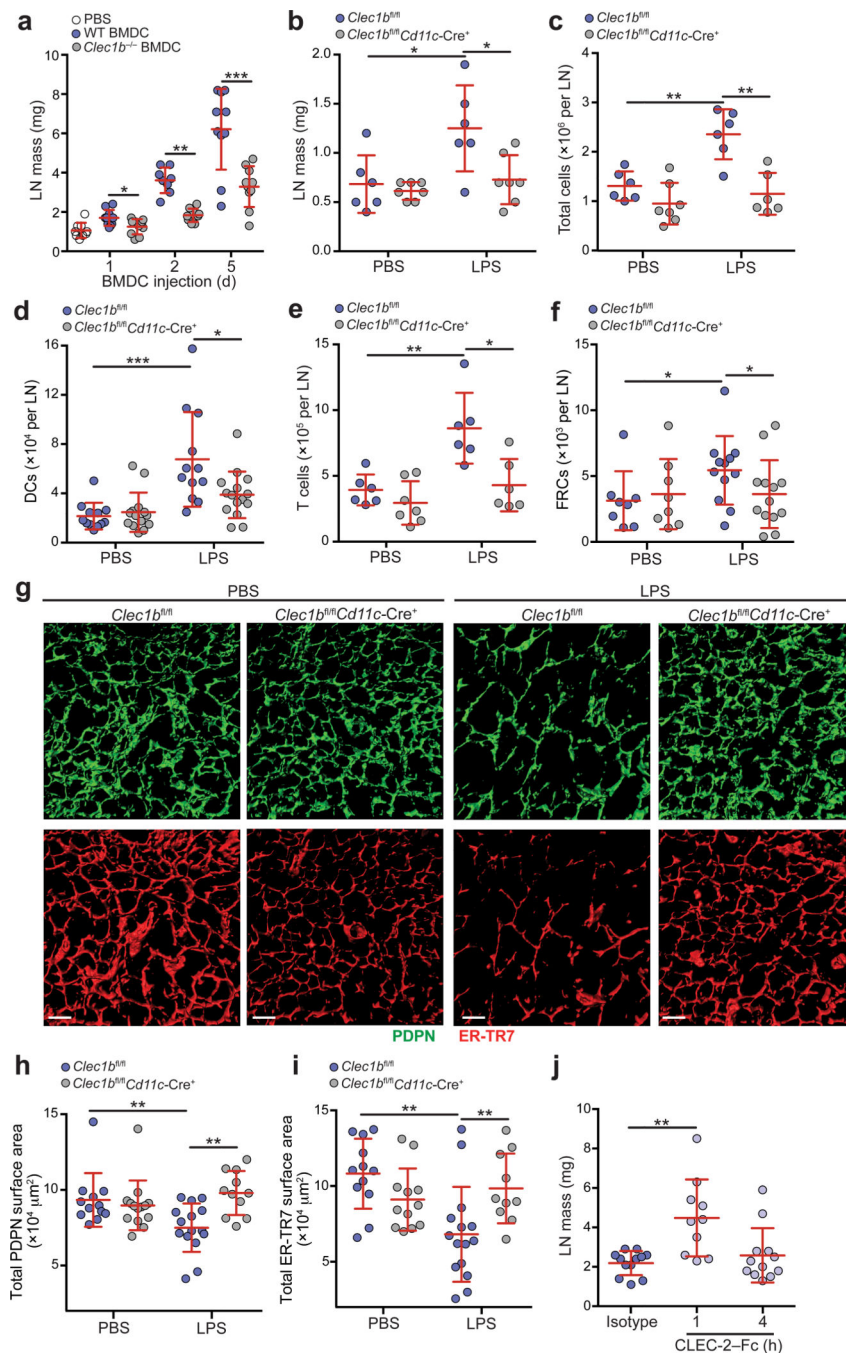 a
PBS
WT BMDC
Clec1b–/– BMDC
LN mass (mg)
10
8
6
4
2
0
*
**
***
1 2 5
BMDC injection (d)
b
Clec1bfl/fl
Clec1bfl/flCd11c-Cre+
LN mass (mg)
2.5
2.0
1.5
1.0
0.5
0.0
* *
PBS LPS
c
Clec1bfl/fl
Clec1bfl/flCd11c-Cre+
Total cells (×10⁶ per LN)
4
3
2
1
0
** **
PBS LPS
d
Clec1bfl/fl
Clec1bfl/flCd11c-Cre+
DCs (×10⁴ per LN)
16
12
8
4
0
*** *
PBS LPS
e
Clec1bfl/fl
Clec1bfl/flCd11c-Cre+
T cells (×10⁵ per LN)
15
10
5
0
** *
PBS LPS
f
Clec1bfl/fl
Clec1bfl/flCd11c-Cre+
FRCs (×10³ per LN)
15
10
5
0
* *
PBS LPS
g
PBS LPS
Clec1bfl/fl Clec1bfl/flCd11c-Cre+ Clec1bfl/fl Clec1bfl/flCd11c-Cre+
PDPN ER-TR7
h
Clec1bfl/fl
Clec1bfl/flCd11c-Cre+
Total PDPN surface area
(×10⁴ μm²)
15
10
5
** **
PBS LPS
i
Clec1bfl/fl
Clec1bfl/flCd11c-Cre+
Total ER-TR7 surface area
(×10⁴ μm²)
15
10
5
** **
PBS LPS
j
LN mass (mg)
10
8
6
4
2
0
**
Isotype 1 4
CLEC-2–Fc (h)